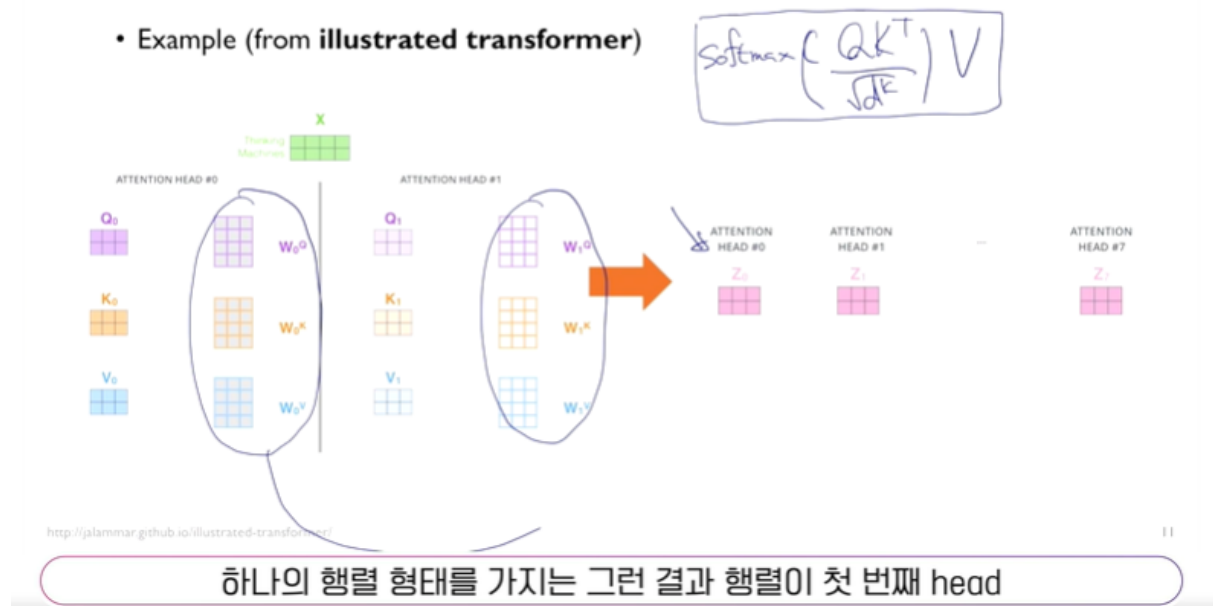 • Example (from illustrated transformer)
Softmax ( QKᵀ / √dᵏ ) V
X
Thinking
Machines
ATTENTION HEAD #0
ATTENTION HEAD #1
Q₀
W₀Q
Q₁
W₁Q
K₀
W₀K
K₁
W₁K
V₀
W₀V
V₁
W₁V
ATTENTION
HEAD #0
ATTENTION
HEAD #1
...
ATTENTION
HEAD #7
Z₀
Z₁
Z₇
http://jalammar.github.io/illustrated-transformer/
11
하나의 행렬 형태를 가지는 그런 결과 행렬이 첫 번째 head